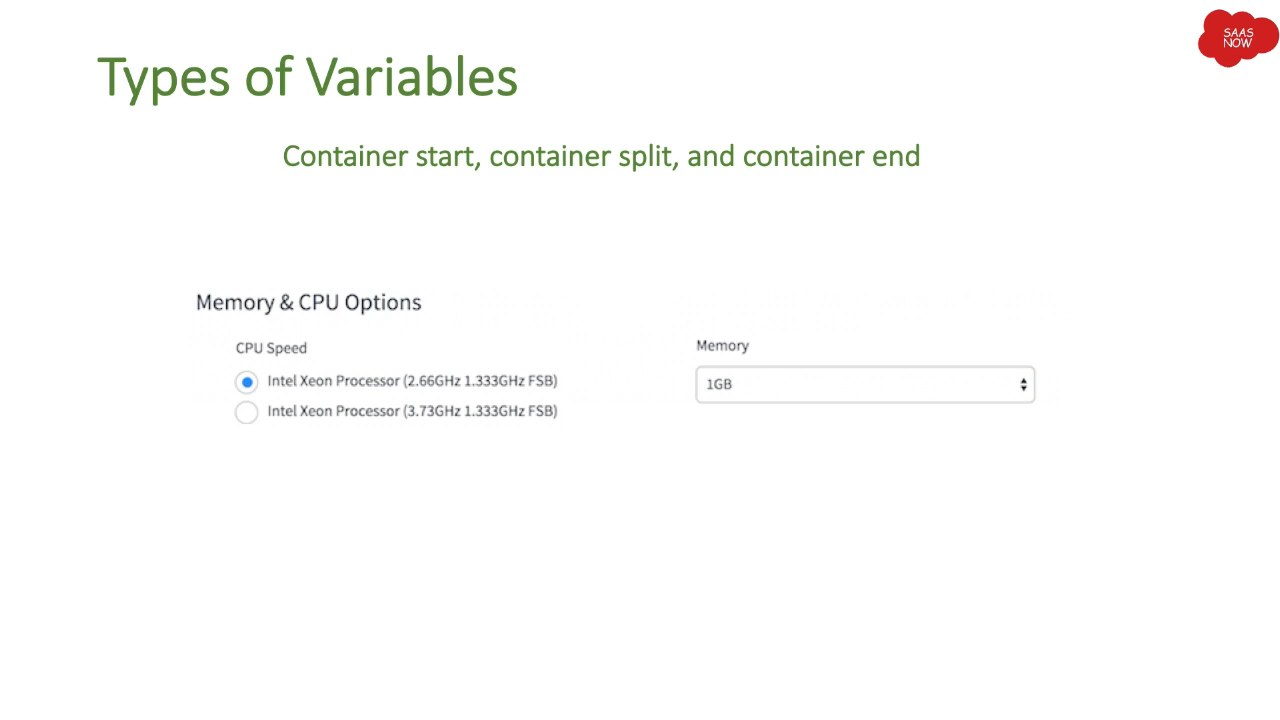 SAAS
NOW
Types of Variables
Container start, container split, and container end
Memory & CPU Options
CPU Speed
Intel Xeon Processor (2.66GHz 1.333GHz FSB)
Intel Xeon Processor (3.73GHz 1.333GHz FSB)
Memory
1GB